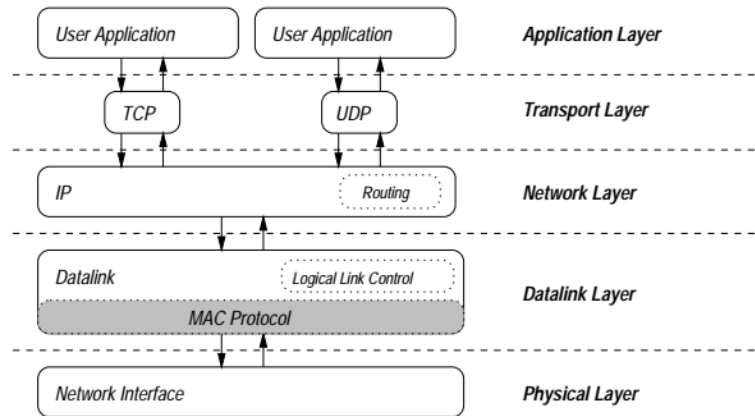 User Application
User Application
Application Layer
TCP
UDP
Transport Layer
IP
Routing
Network Layer
Datalink
Logical Link Control
MAC Protocol
Datalink Layer
Network Interface
Physical Layer